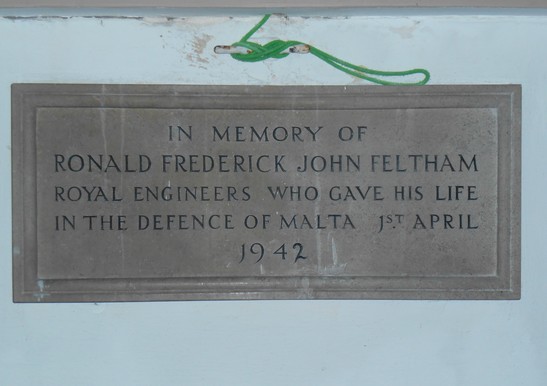 IN MEMORY OF
RONALD FREDERICK JOHN FELTHAM
ROYAL ENGINEERS WHO GAVE HIS LIFE
IN THE DEFENCE OF MALTA 1ST. APRIL
1942